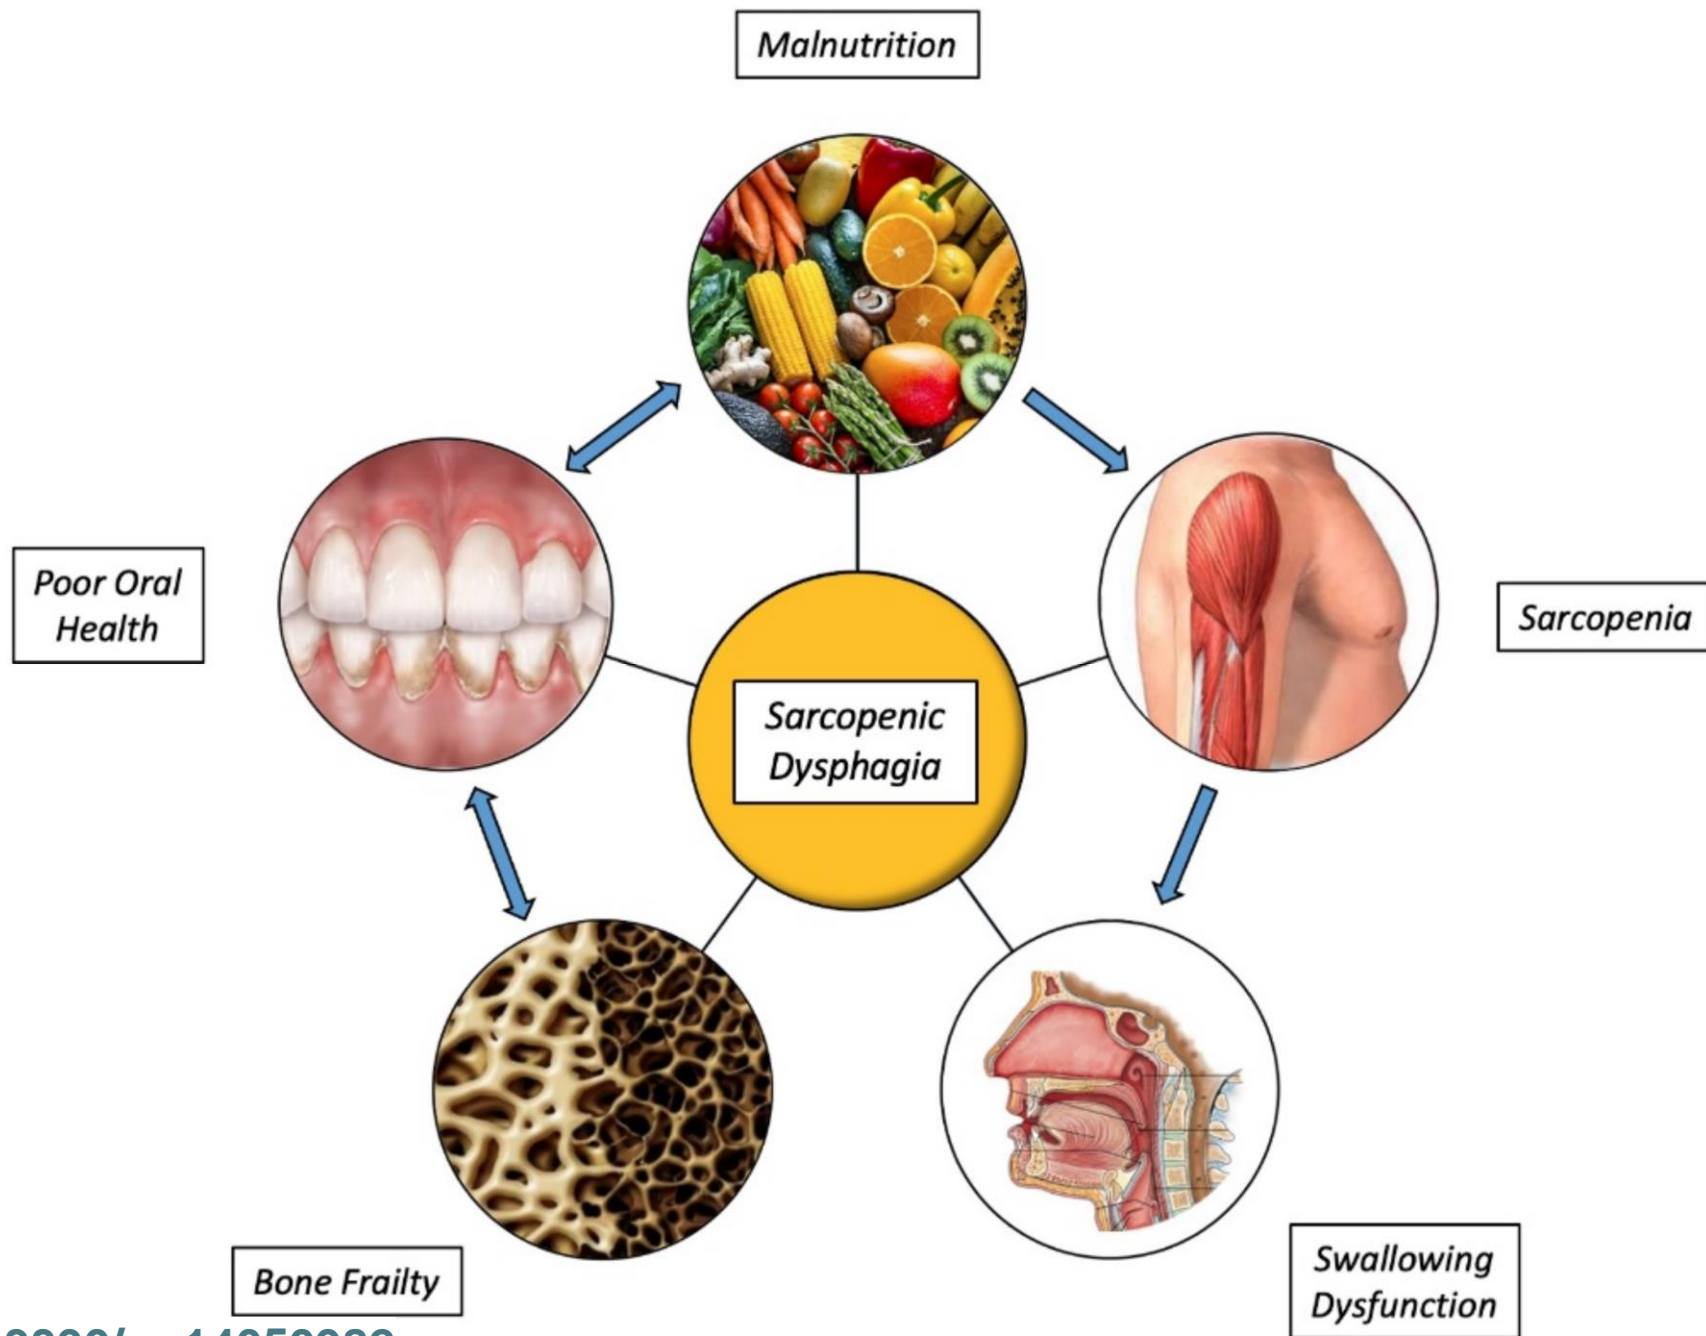 Malnutrition
Poor Oral
Health
Sarcopenia
Sarcopenic
Dysphagia
Bone Frailty
Swallowing
Dysfunction